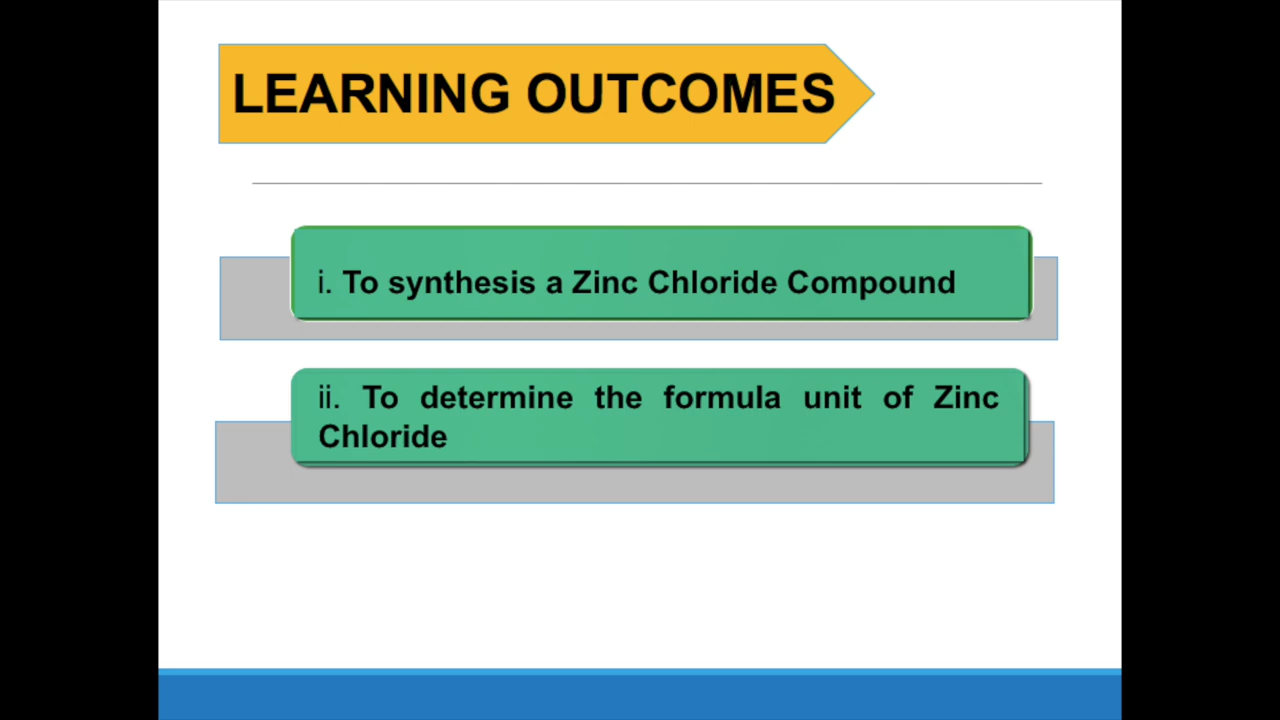 LEARNING OUTCOMES
i. To synthesis a Zinc Chloride Compound
ii. To determine the formula unit of Zinc
Chloride